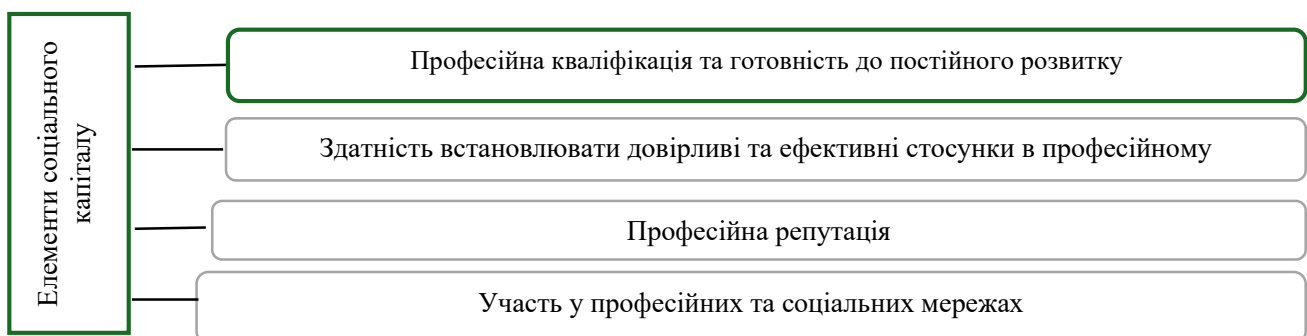 Елементи соціального
капіталу
Професійна кваліфікація та готовність до постійного розвитку
Здатність встановлювати довірливі та ефективні стосунки в професійному
Професійна репутація
Участь у професійних та соціальних мережах